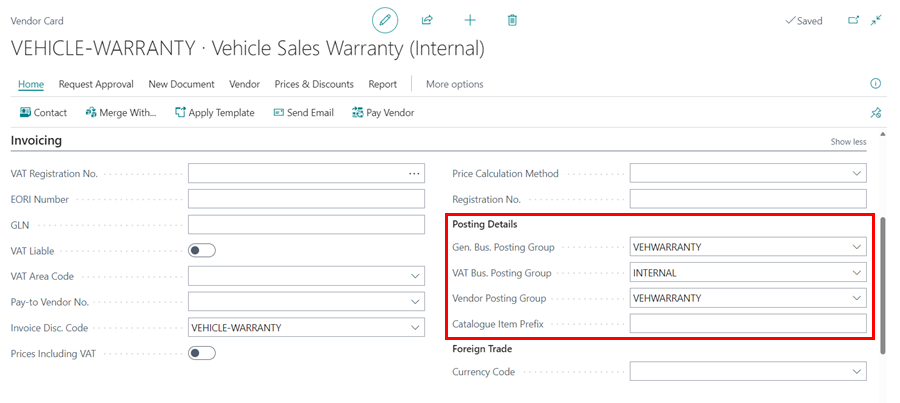 Vendor Card
Saved
VEHICLE-WARRANTY · Vehicle Sales Warranty (Internal)
Home Request Approval New Document Vendor Prices & Discounts Report More options
Contact Merge With... Apply Template Send Email Pay Vendor
Invoicing
Show less
VAT Registration No.
EORI Number
GLN
VAT Liable
VAT Area Code
Pay-to Vendor No.
Invoice Disc. Code VEHICLE-WARRANTY
Prices Including VAT
Price Calculation Method
Registration No.
Posting Details
Gen. Bus. Posting Group VEHWARRANTY
VAT Bus. Posting Group INTERNAL
Vendor Posting Group VEHWARRANTY
Catalogue Item Prefix
Foreign Trade
Currency Code